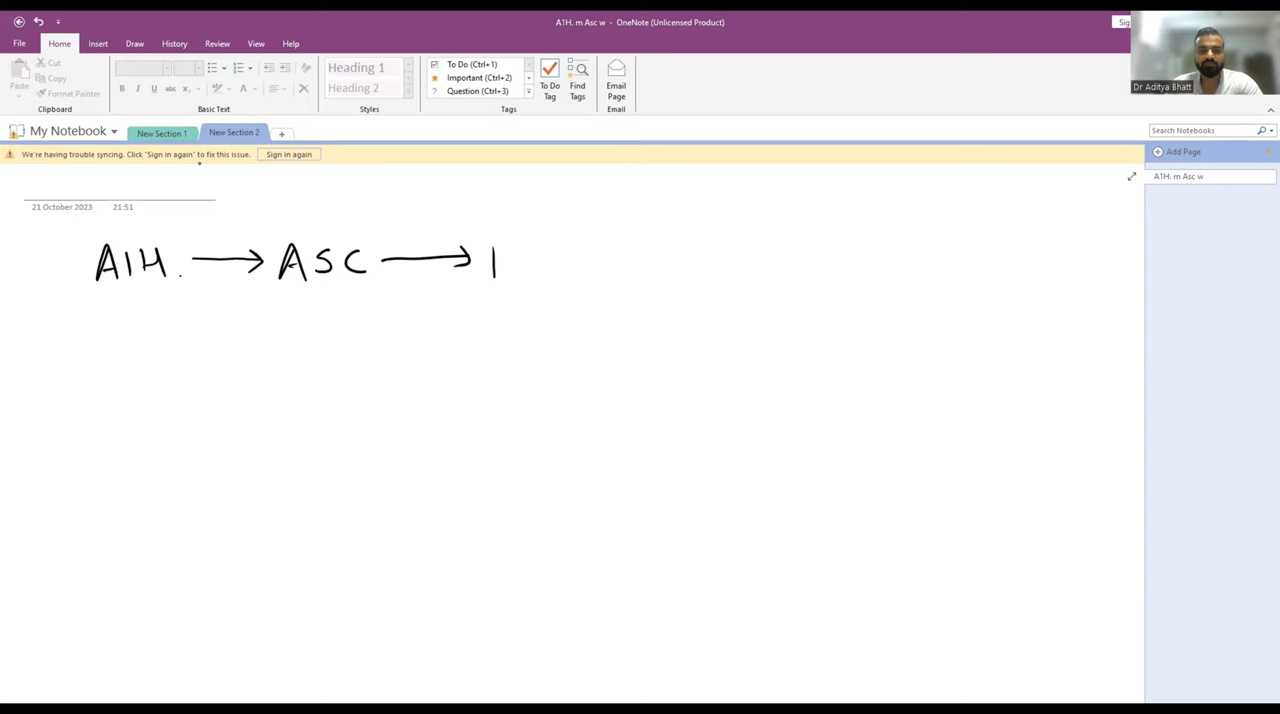 A1H. m Asc w - OneNote (Unlicensed Product)
Sig
File Home Insert Draw History Review View Help
Paste
Cut
Copy
Format Painter
Clipboard
B I U abc x A
Basic Text
Heading 1
Heading 2
Styles
To Do (Ctrl+1)
Important (Ctrl+2)
? Question (Ctrl+3)
To Do Tag
Find Tags
Tags
Email Page
Email
Dr Aditya Bhatt
My Notebook
New Section 1
New Section 2
+
Search Notebooks
We're having trouble syncing. Click "Sign in again" to fix this issue.
Sign in again
Add Page
A1H. m Asc w
21 October 2023 21:51
A1H. → ASC → 1